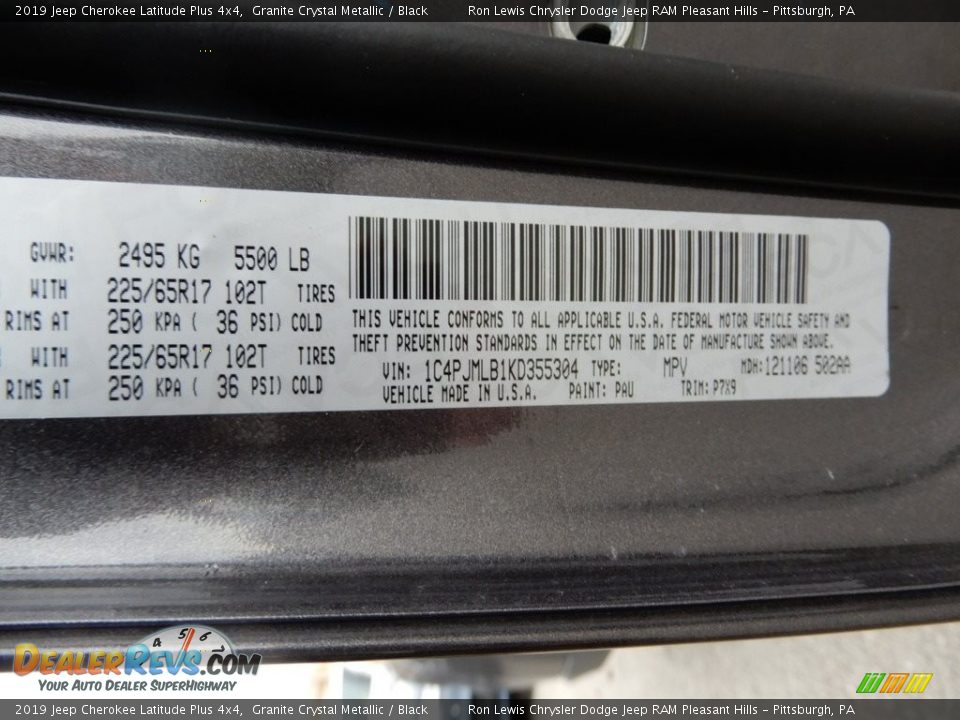 2019 Jeep Cherokee Latitude Plus 4x4, Granite Crystal Metallic / Black Ron Lewis Chrysler Dodge Jeep RAM Pleasant Hills - Pittsburgh, PA
GVWR: 2495 KG 5500 LB
WITH 225/65R17 102T TIRES
RIMS AT 250 KPA ( 36 PSI) COLD
WITH 225/65R17 102T TIRES
RIMS AT 250 KPA ( 36 PSI) COLD
THIS VEHICLE CONFORMS TO ALL APPLICABLE U.S.A. FEDERAL MOTOR VEHICLE SAFETY AND
THEFT PREVENTION STANDARDS IN EFFECT ON THE DATE OF MANUFACTURE SHOWN ABOVE.
VIN: 1C4PJMLB1KD355304 TYPE: MPV MDH:121106 502AA
VEHICLE MADE IN U.S.A. PAINT: PAU TRIM: P7X9
4 5 6
DealerRevs.com
Your Auto Dealer SuperHighway
2019 Jeep Cherokee Latitude Plus 4x4, Granite Crystal Metallic / Black Ron Lewis Chrysler Dodge Jeep RAM Pleasant Hills - Pittsburgh, PA